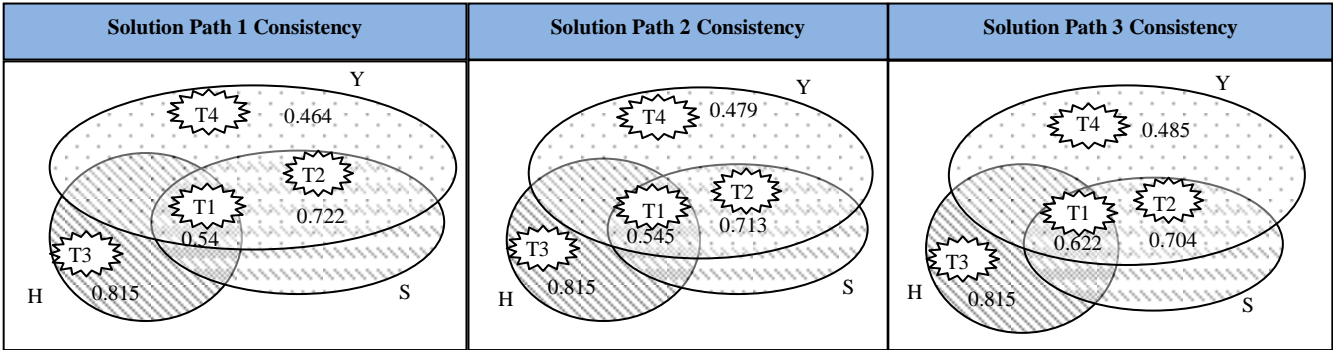 Solution Path 1 Consistency
Solution Path 2 Consistency
Solution Path 3 Consistency
Y
T4
0.464
T2
T1
0.722
0.54
T3
0.815
H
S
Y
T4
0.479
T2
T1
0.713
0.545
T3
0.815
H
S
Y
T4
0.485
T2
T1
0.622
0.704
T3
0.815
H
S